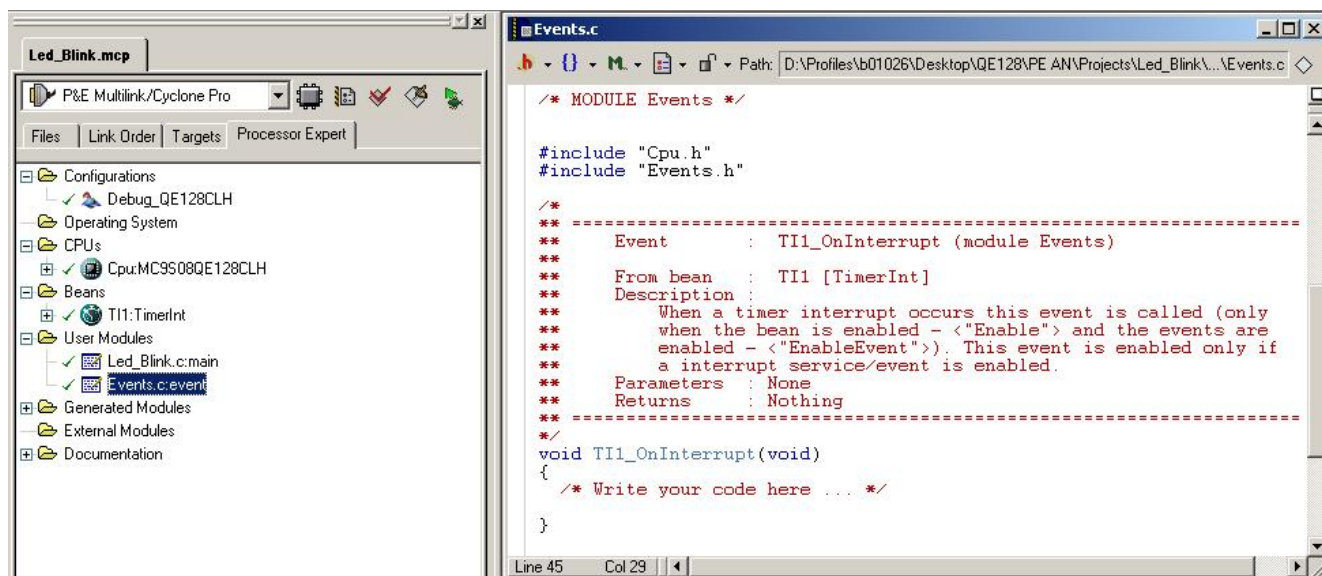 Led_Blink.mcp
P&E Multilink/Cyclone Pro
Files Link Order Targets Processor Expert
Configurations
Debug_QE128CLH
Operating System
CPUs
Cpu:MC9S08QE128CLH
Beans
TI1:TimerInt
User Modules
Led_Blink.c:main
Events.c:event
Generated Modules
External Modules
Documentation
Events.c
h {} M. Path: D:\Profiles\b01026\Desktop\QE128\PE AN\Projects\Led_Blink\...\Events.c
/* MODULE Events */
#include "Cpu.h"
#include "Events.h"
/*
** ===================================================================
** Event : TI1_OnInterrupt (module Events)
**
** From bean : TI1 [TimerInt]
** Description :
** When a timer interrupt occurs this event is called (only
** when the bean is enabled - <"Enable"> and the events are
** enabled - <"EnableEvent">). This event is enabled only if
** a interrupt service/event is enabled.
** Parameters : None
** Returns : Nothing
** ===================================================================
*/
void TI1_OnInterrupt(void)
{
/* Write your code here ... */
}
Line 45 Col 29